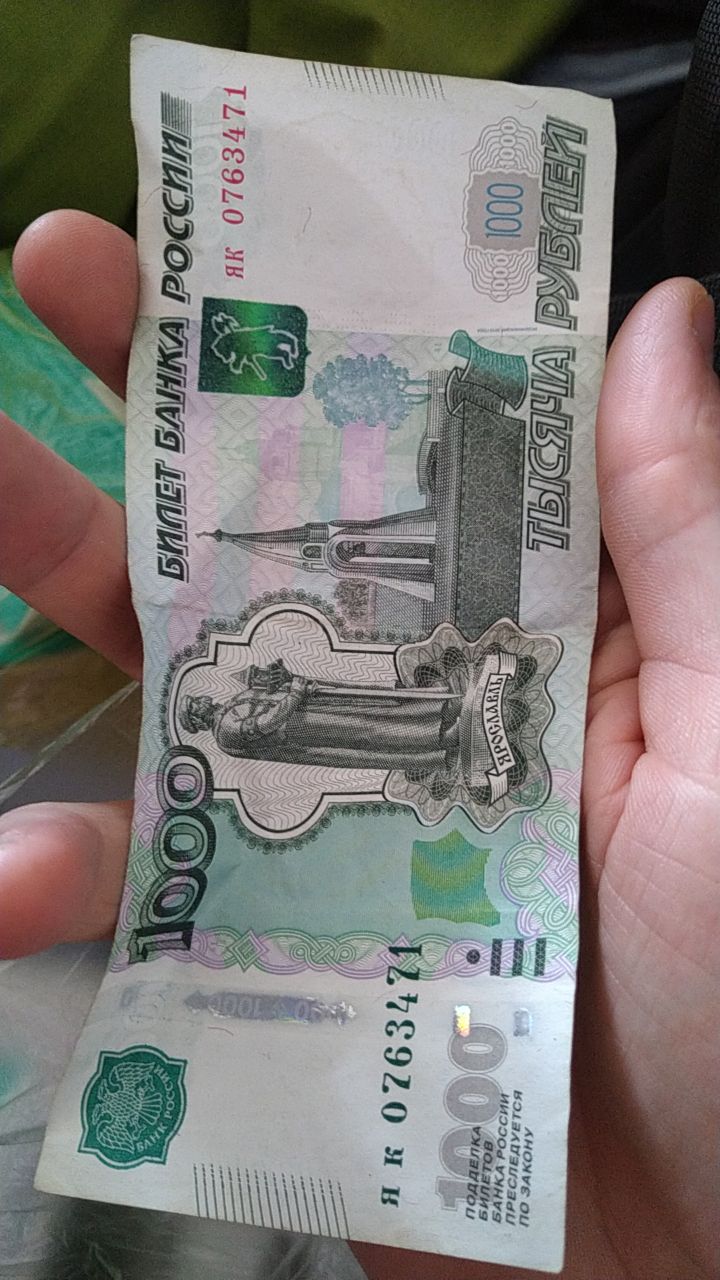 БАНК РОССИИ
1000
БИЛЕТ БАНКА РОССИИ
ЯК 0763471
ЯК 0763471
1000
ПОДДЕЛКА
БИЛЕТОВ
БАНКА РОССИИ
ПРЕСЛЕДУЕТСЯ
ПО ЗАКОНУ
ЯРОСЛАВЛЬ
1000 1000 1000
ТЫСЯЧА РУБЛЕЙ